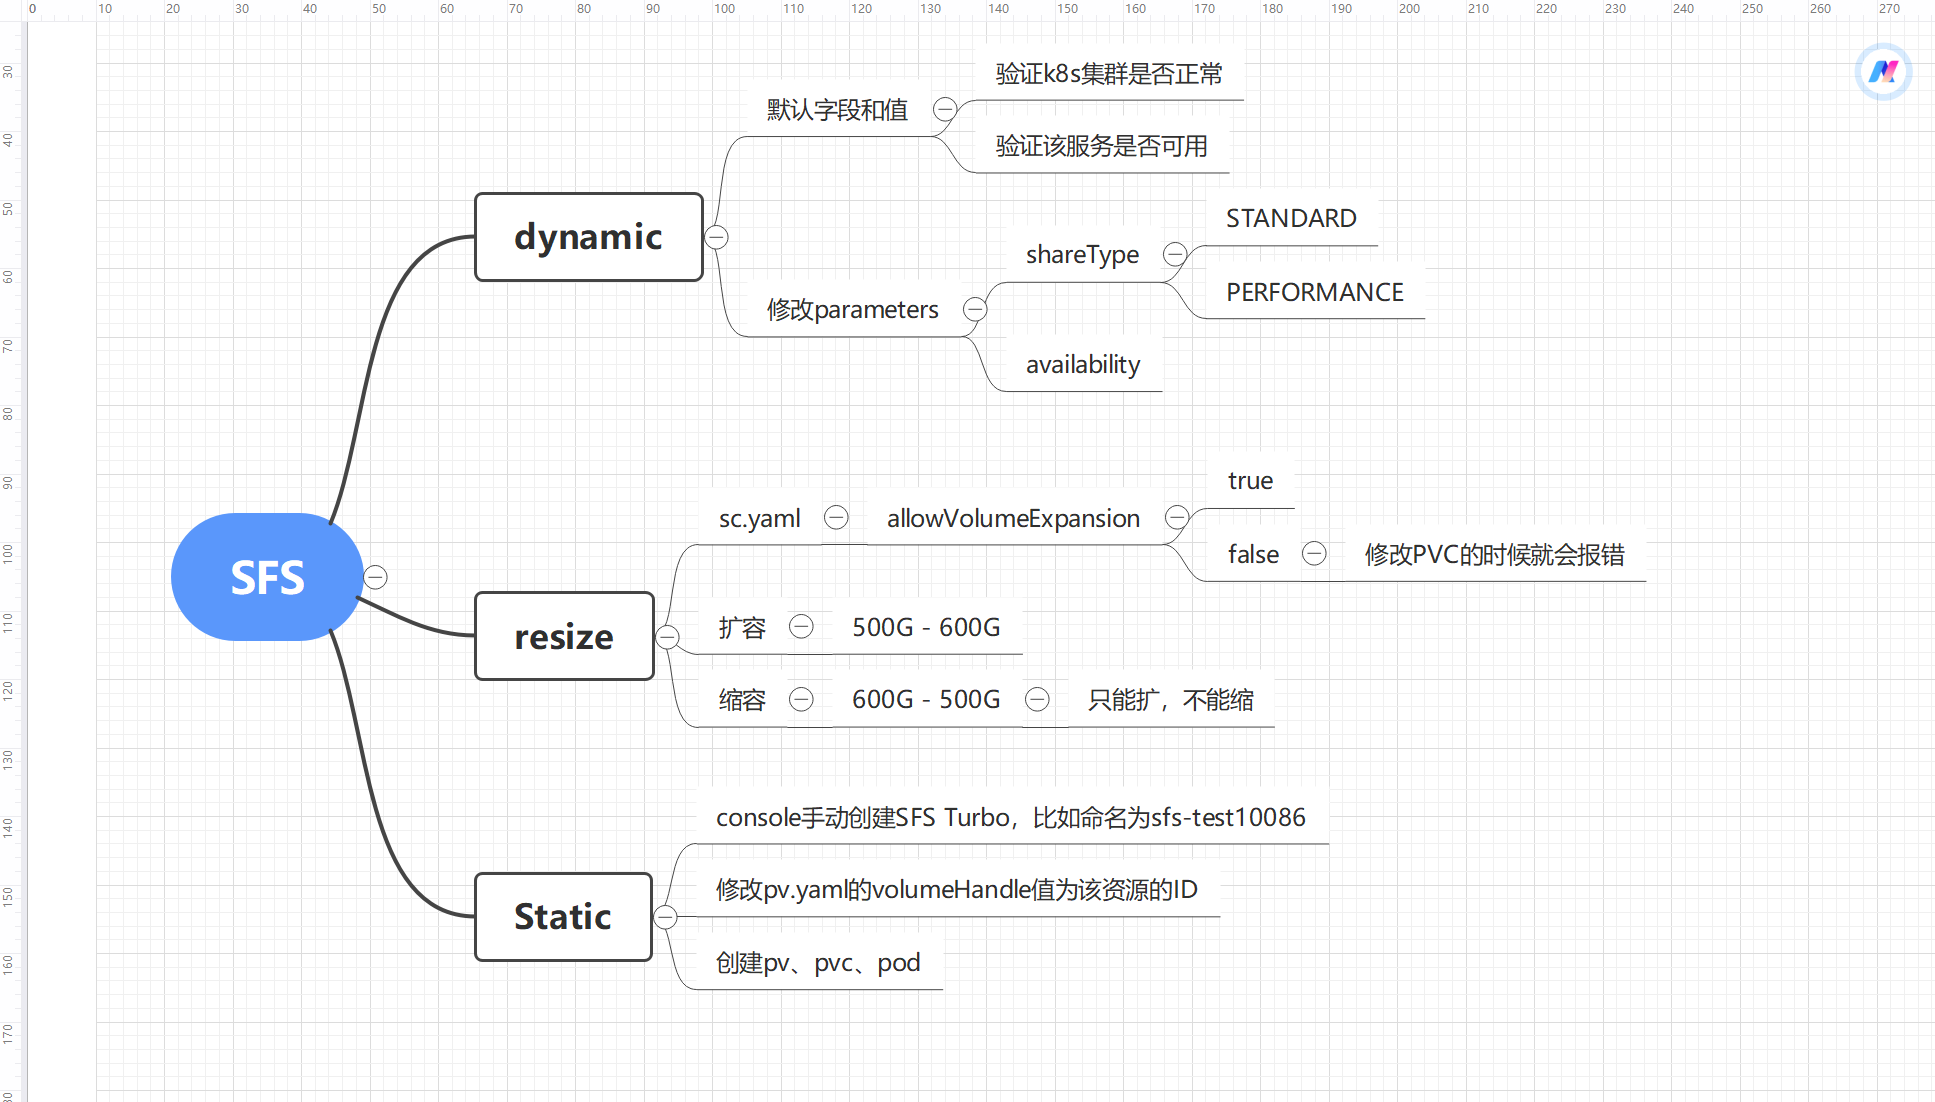 0 10 20 30 40 50 60 70 80 90 100 110 120 130 140 150 160 170 180 190 200 210 220 230 240 250 260 270
30
40
50
60
70
80
90
100
110
120
130
140
150
160
170
SFS
dynamic
默认字段和值
验证k8s集群是否正常
验证该服务是否可用
修改parameters
shareType
STANDARD
PERFORMANCE
availability
resize
sc.yaml
allowVolumeExpansion
true
false
修改PVC的时候就会报错
扩容
500G - 600G
缩容
600G - 500G
只能扩，不能缩
Static
console手动创建SFS Turbo，比如命名为sfs-test10086
修改pv.yaml的volumeHandle值为该资源的ID
创建pv、pvc、pod